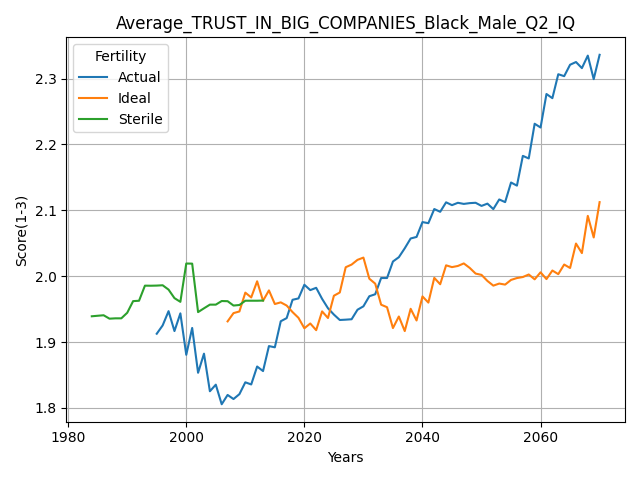 Average_TRUST_IN_BIG_COMPANIES_Black_Male_Q2_IQ
Fertility
Actual
Ideal
Sterile
Score(1-3)
2.3
2.2
2.1
2.0
1.9
1.8
1980 2000 2020 2040 2060
Years